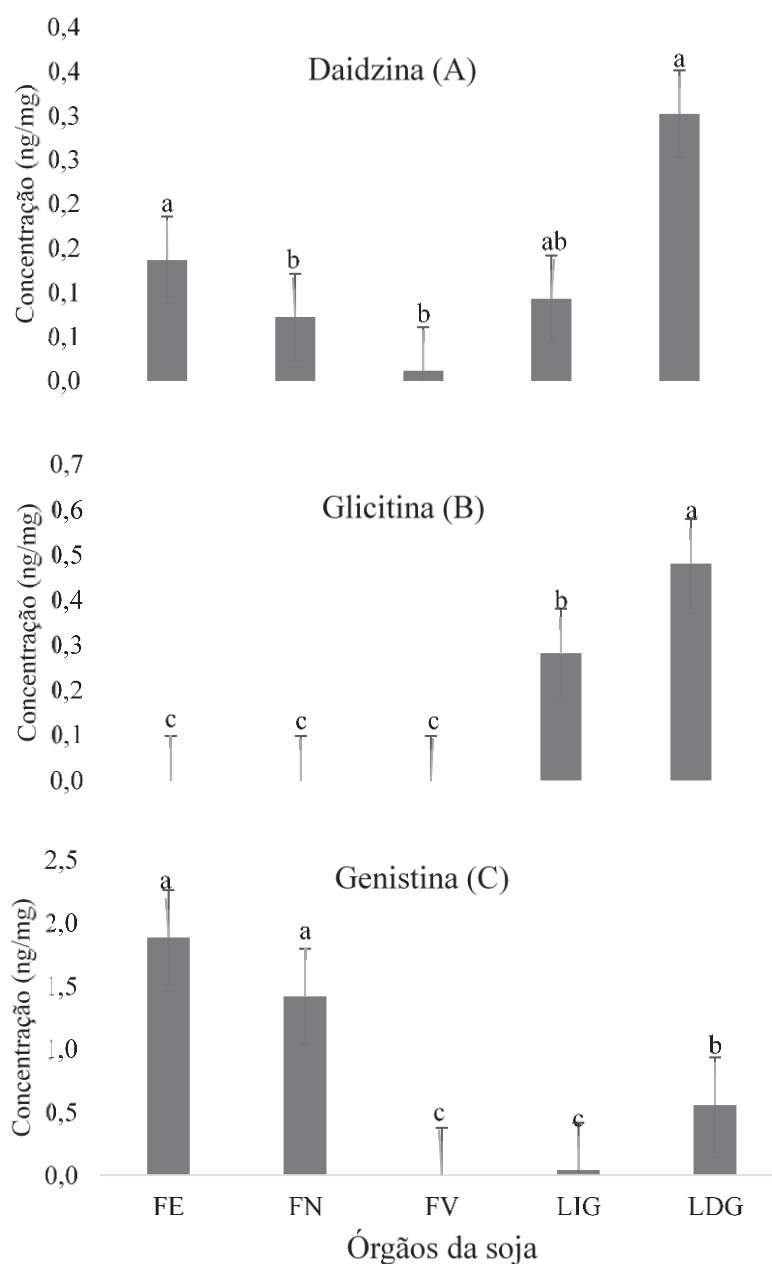 Daidzina (A)
Concentração (ng/mg)
0,4
0,4
0,3
0,3
0,2
0,2
0,1
0,1
0,0
a
b
b
ab
a
Glicitina (B)
Concentração (ng/mg)
0,7
0,6
0,5
0,4
0,3
0,2
0,1
0,0
c
c
c
b
a
Genistina (C)
Concentração (ng/mg)
2,5
2,0
1,5
1,0
0,5
0,0
a
a
c
c
b
FE FN FV LIG LDG
Órgãos da soja